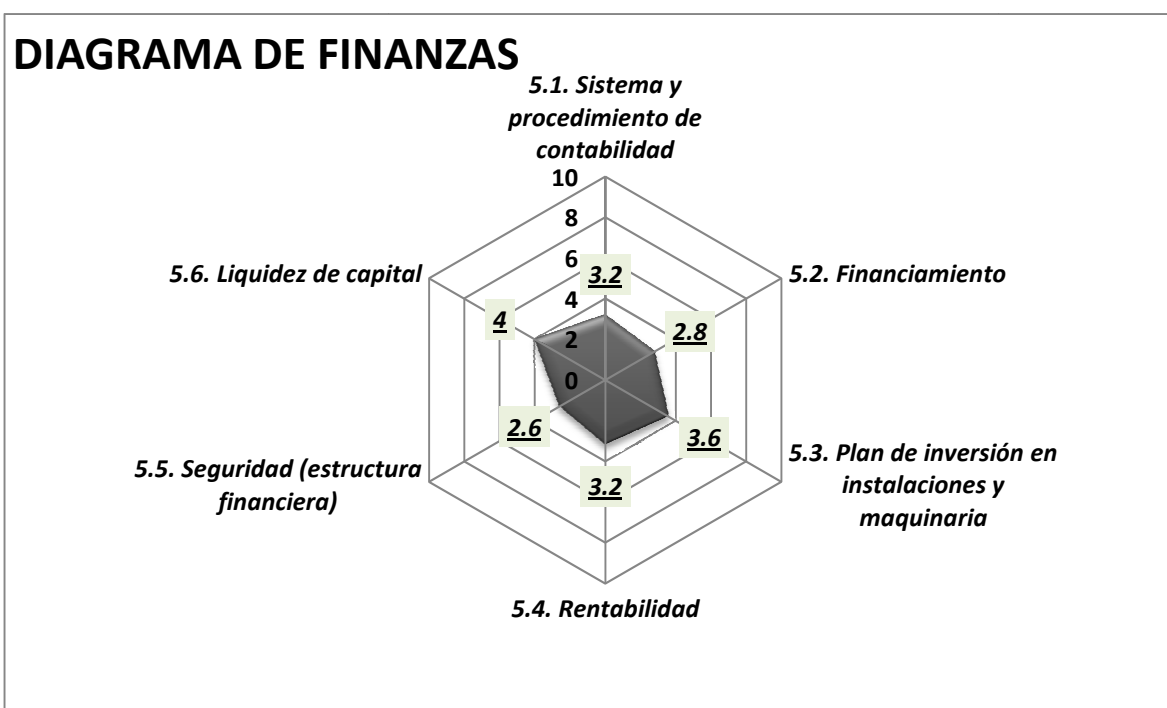 DIAGRAMA DE FINANZAS
5.1. Sistema y
procedimiento de
contabilidad
10
8
6
4
2
0
3.2
5.2. Financiamiento
2.8
5.3. Plan de inversión en
instalaciones y
maquinaria
3.6
3.2
5.4. Rentabilidad
2.6
5.5. Seguridad (estructura
financiera)
4
5.6. Liquidez de capital